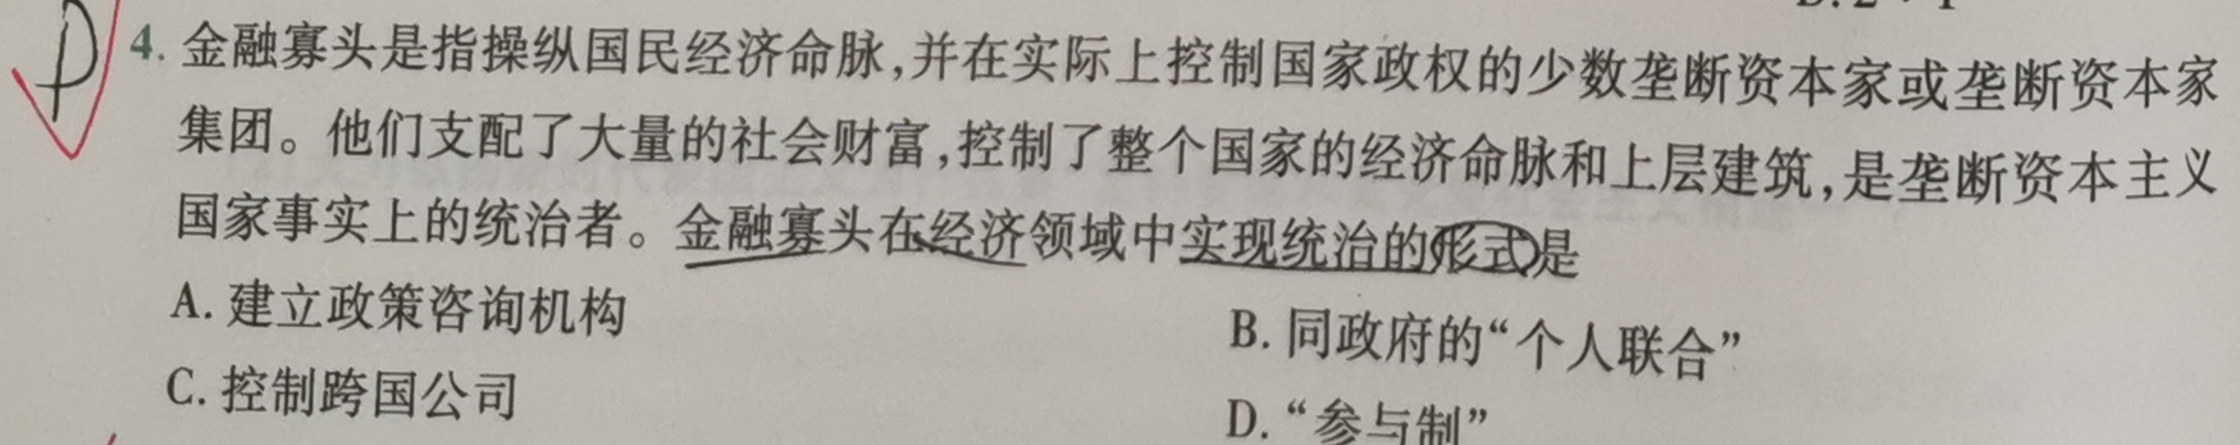 D
4. 金融寡头是指操纵国民经济命脉,并在实际上控制国家政权的少数垄断资本家或垄断资本家
集团。他们支配了大量的社会财富,控制了整个国家的经济命脉和上层建筑,是垄断资本主义
国家事实上的统治者。金融寡头在经济领域中实现统治的形式是
A. 建立政策咨询机构
B. 同政府的“个人联合”
C. 控制跨国公司
D. “参与制”